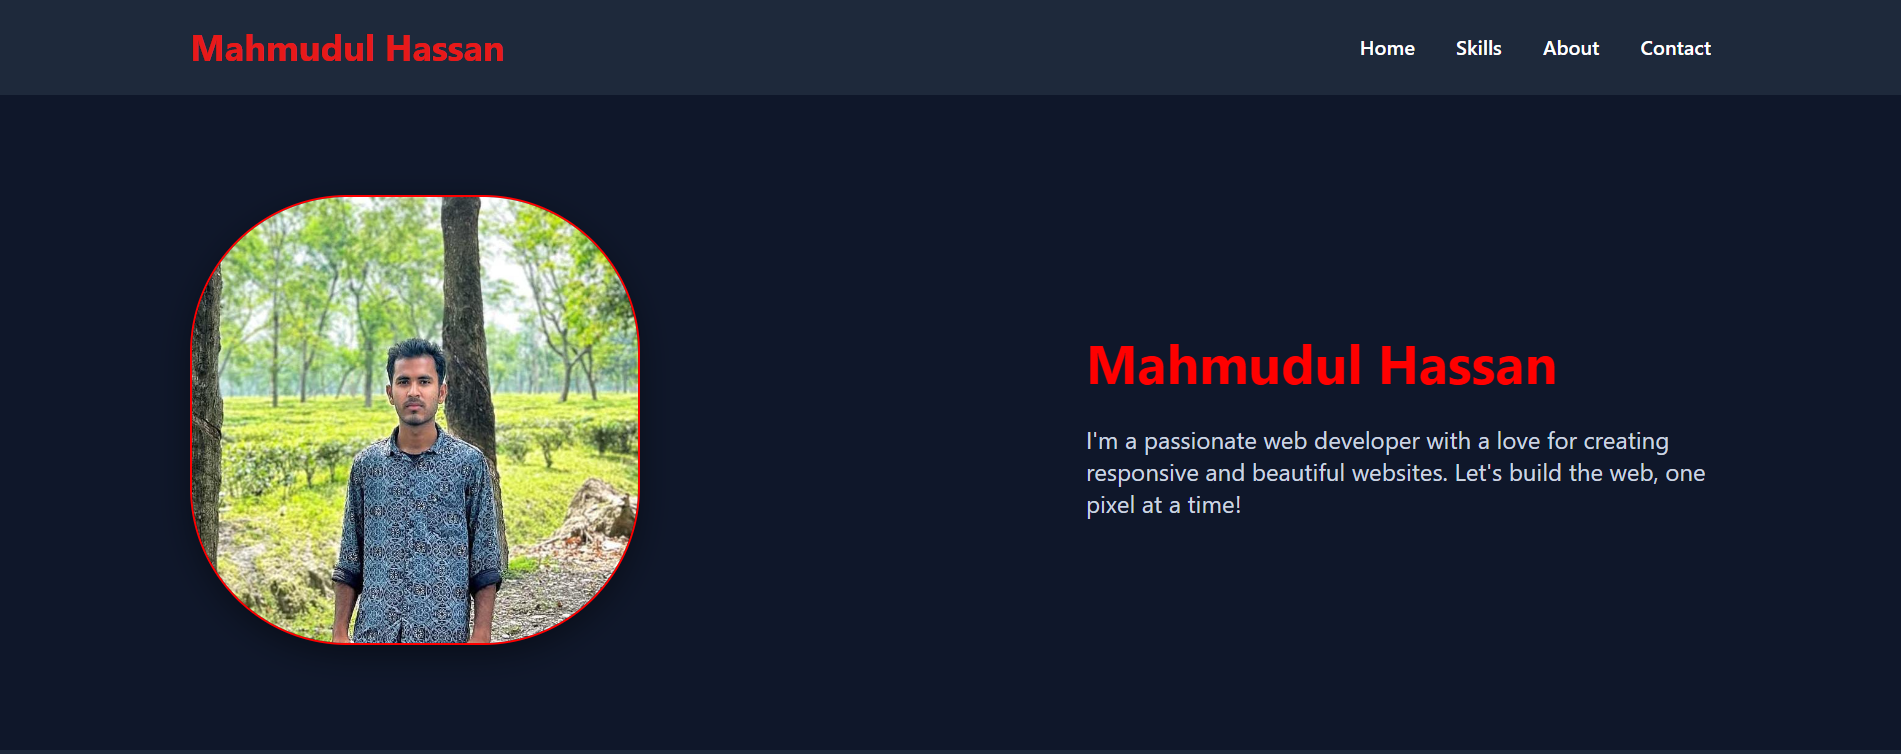 Mahmudul Hassan
Home Skills About Contact
Mahmudul Hassan
I'm a passionate web developer with a love for creating
responsive and beautiful websites. Let's build the web, one
pixel at a time!